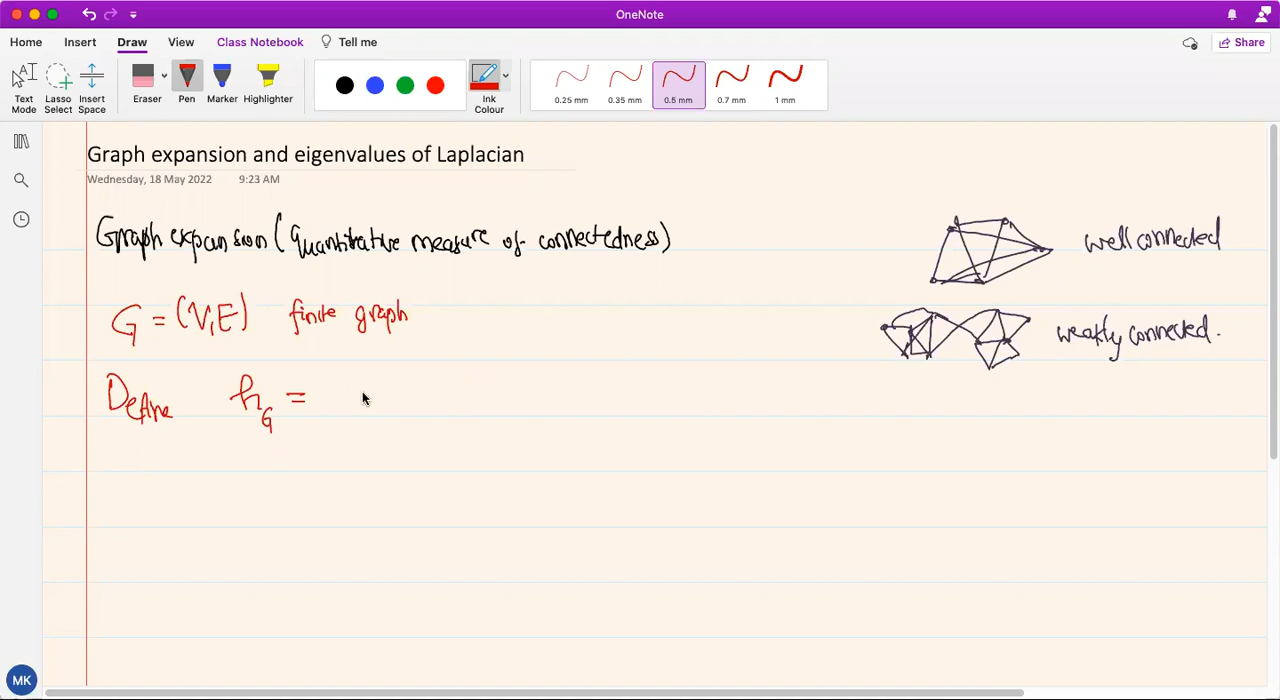 OneNote
Home Insert Draw View Class Notebook Tell me Share
Text Mode Lasso Select Insert Space Eraser Pen Marker Highlighter Ink Colour 0.25 mm 0.35 mm 0.5 mm 0.7 mm 1 mm
Graph expansion and eigenvalues of Laplacian
Wednesday, 18 May 2022 9:23 AM
Graph expansion (Quantitative measure of connectedness)
well connected
G = (V, E) finite graph
weakly connected.
Define h_G =
MK